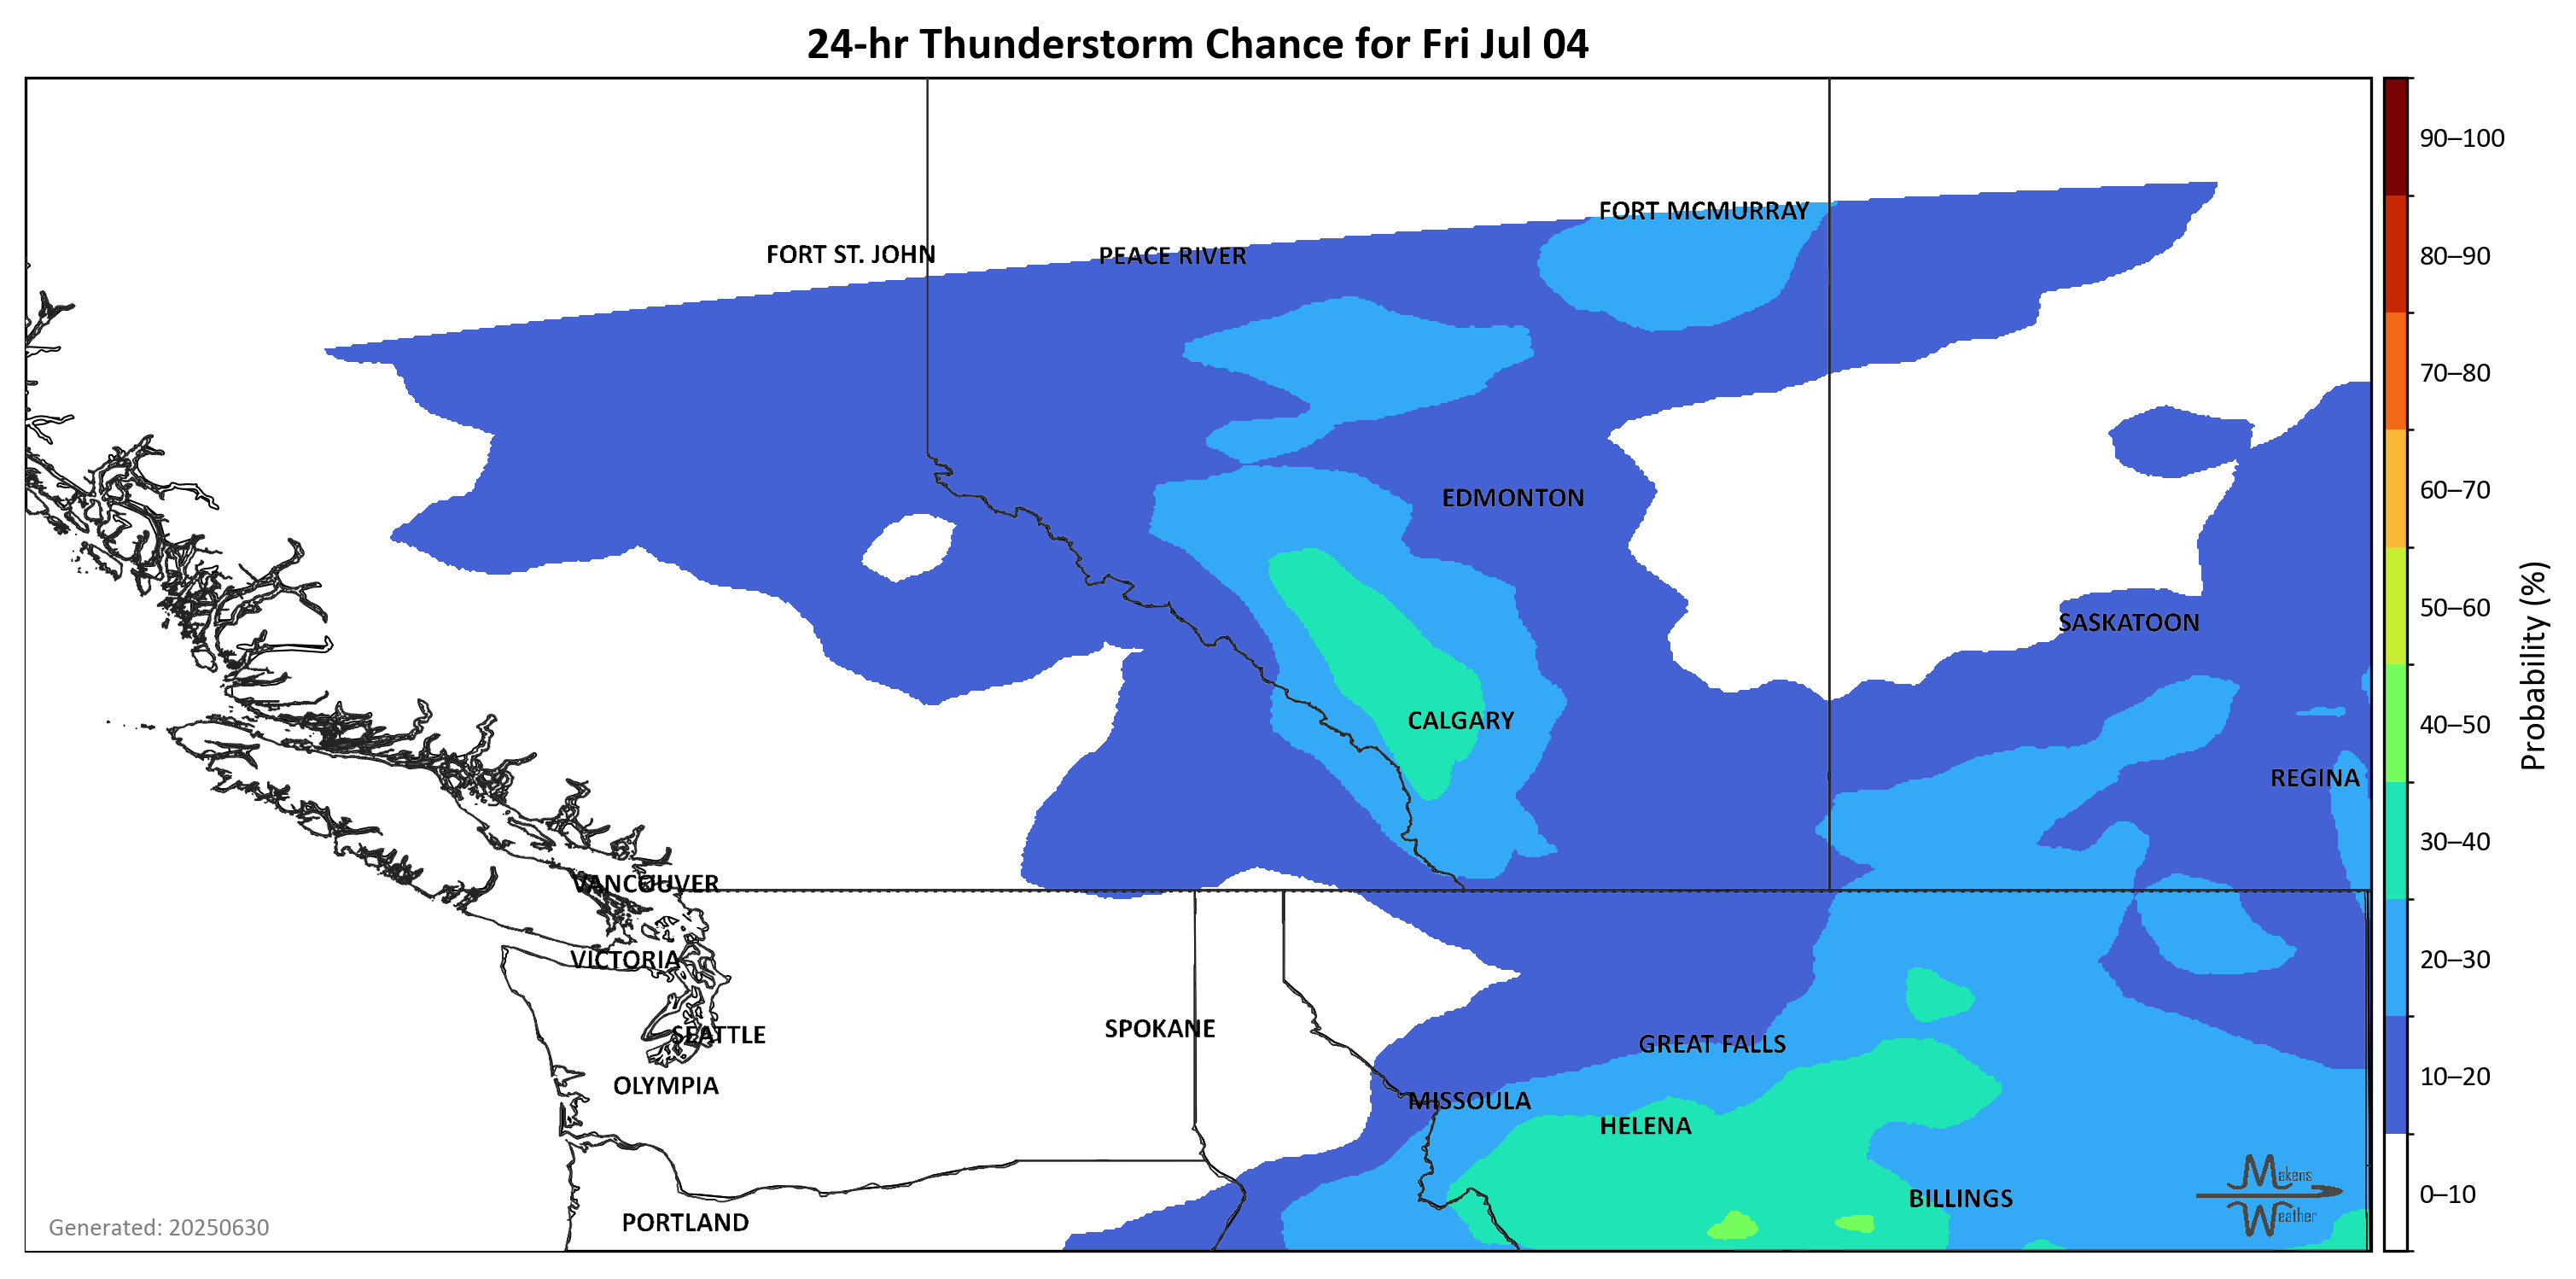 24-hr Thunderstorm Chance for Fri Jul 04
90–100
80–90
70–80
60–70
50–60
40–50
30–40
20–30
10–20
0–10
Probability (%)
FORT MCMURRAY
FORT ST. JOHN
PEACE RIVER
EDMONTON
SASKATOON
CALGARY
REGINA
VANCOUVER
VICTORIA
SPOKANE
SEATTLE
GREAT FALLS
OLYMPIA
MISSOULA
HELENA
BILLINGS
PORTLAND
Makens
Weather
Generated: 20250630